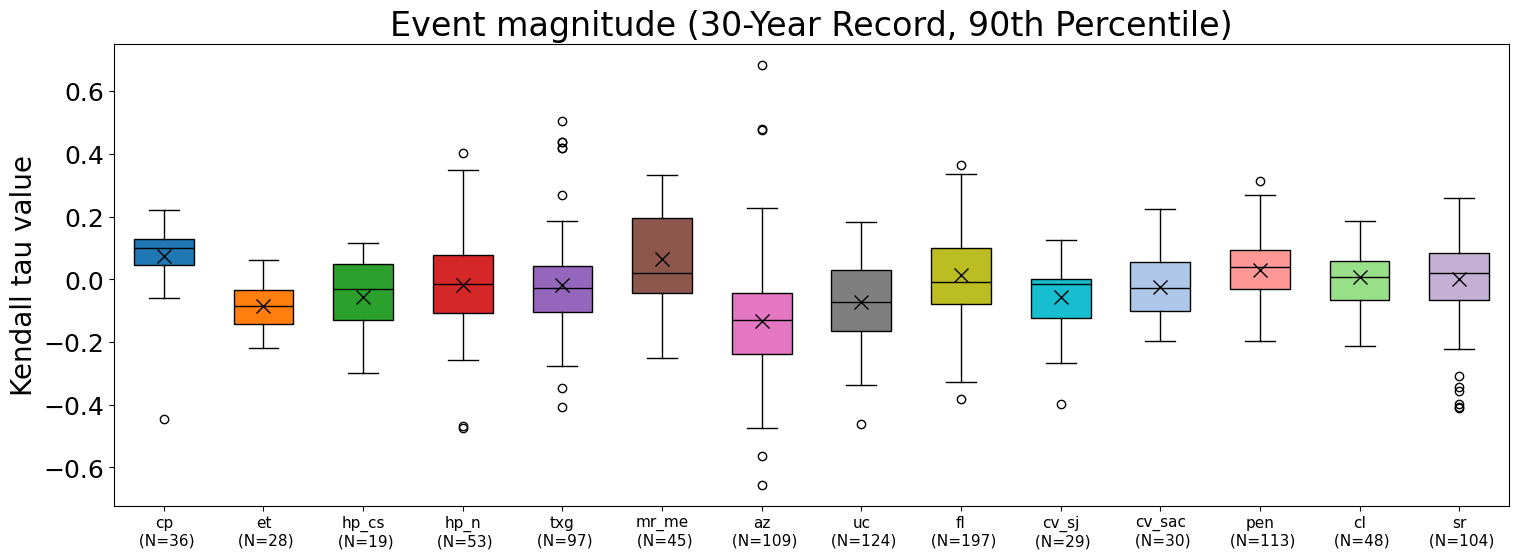 Event magnitude (30-Year Record, 90th Percentile)
Kendall tau value
0.6
0.4
0.2
0.0
−0.2
−0.4
−0.6
cp et hp_cs hp_n txg mr_me az uc fl cv_sj cv_sac pen cl sr
(N=36) (N=28) (N=19) (N=53) (N=97) (N=45) (N=109) (N=124) (N=197) (N=29) (N=30) (N=113) (N=48) (N=104)